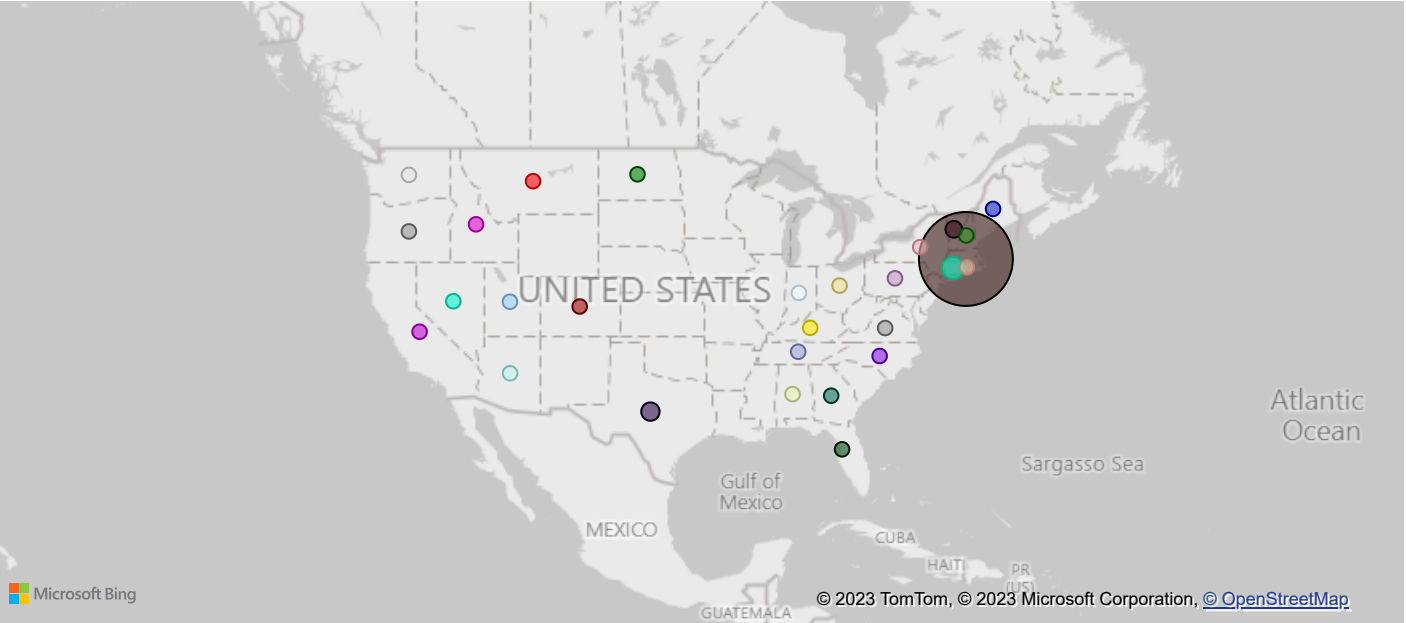 UNITED STATES
Atlantic
Ocean
Sargasso Sea
Gulf of
Mexico
MEXICO
CUBA
HAITI
PR
(US)
Microsoft Bing
© 2023 TomTom, © 2023 Microsoft Corporation, © OpenStreetMap
GUATEMALA